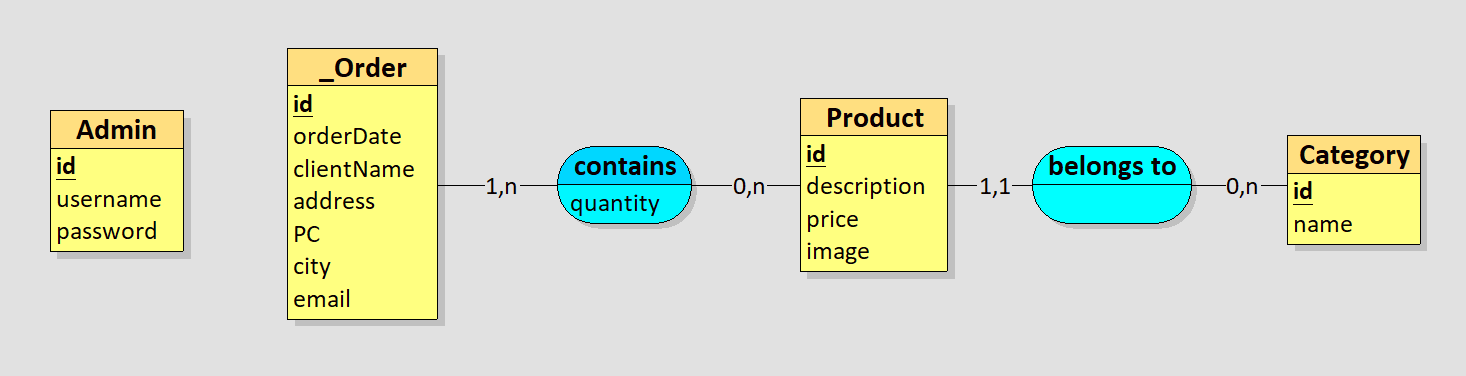 Admin
id
username
password
_Order
id
orderDate
clientName
address
PC
city
email
1,n
contains
quantity
0,n
Product
id
description
price
image
1,1
belongs to
0,n
Category
id
name